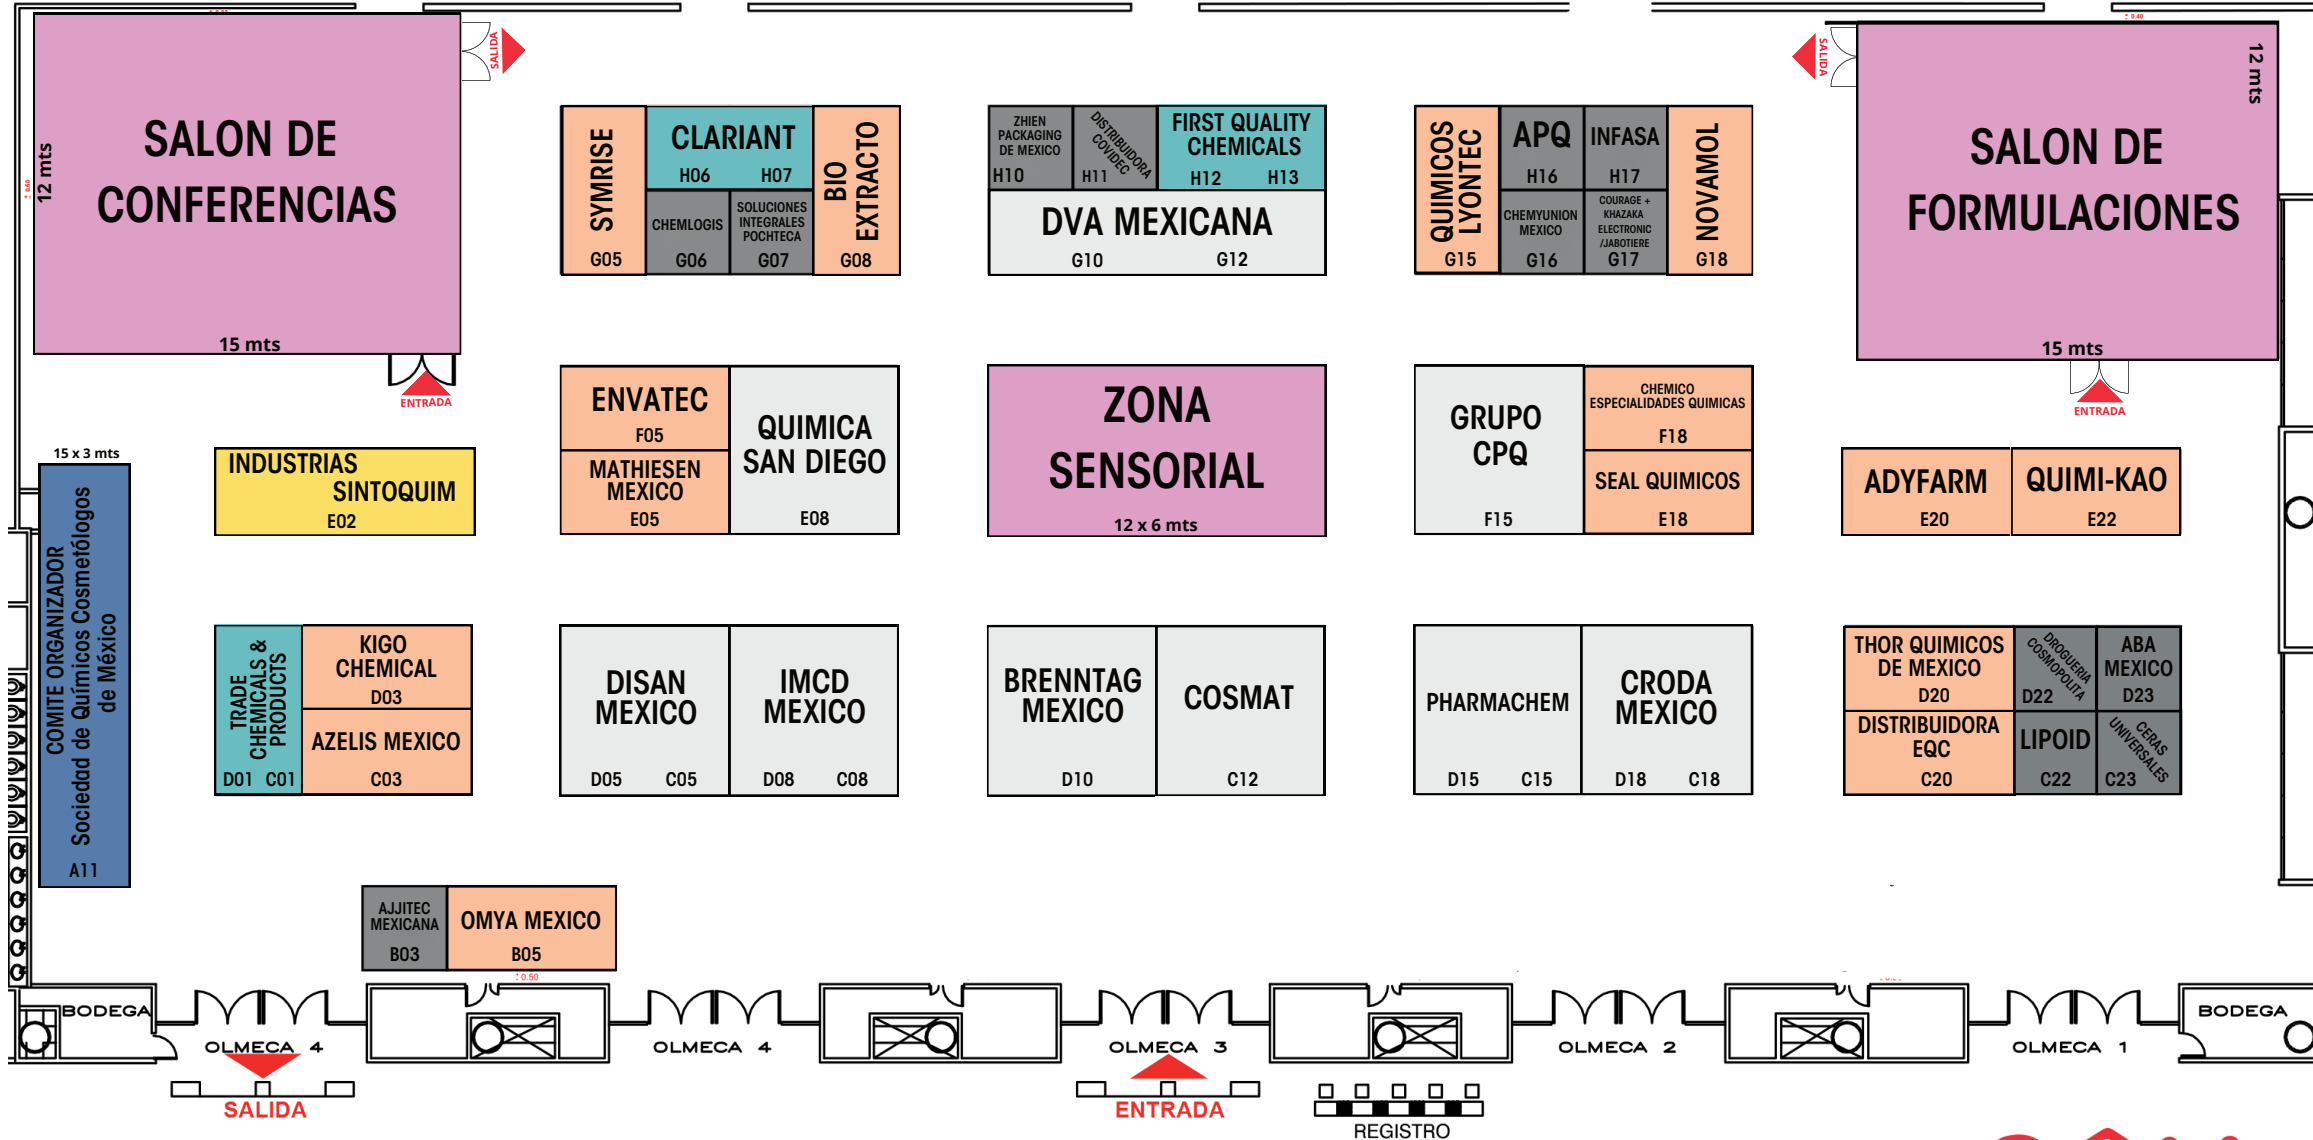 SALON DE
CONFERENCIAS
12 mts
15 mts
SALIDA
ENTRADA
SYMRISE
G05
CLARIANT
H06 H07
CHEMLOGIS
G06
SOLUCIONES
INTEGRALES
POCHTECA
G07
BIO
EXTRACTO
G08
ZHIEN
PACKAGING
DE MEXICO
H10
DISTRIBUIDORA
COVIDEC
H11
FIRST QUALITY
CHEMICALS
H12 H13
DVA MEXICANA
G10 G12
QUIMICOS
LYONTEC
G15
APQ
H16
INFASA
H17
CHEMYUNION
MEXICO
G16
COURAGE +
KHAZAKA
ELECTRONIC
/JABOTIERE
G17
NOVAMOL
G18
SALIDA
0.40
SALON DE
FORMULACIONES
12 mts
15 mts
ENTRADA
15 x 3 mts
COMITE ORGANIZADOR
Sociedad de Químicos Cosmetólogos
de México
A11
INDUSTRIAS
SINTOQUIM
E02
ENVATEC
F05
MATHIESEN
MEXICO
E05
QUIMICA
SAN DIEGO
E08
ZONA
SENSORIAL
12 x 6 mts
GRUPO
CPQ
F15
CHEMICO
ESPECIALIDADES QUIMICAS
F18
SEAL QUIMICOS
E18
ADYFARM
E20
QUIMI-KAO
E22
TRADE
CHEMICALS &
PRODUCTS
D01 C01
KIGO
CHEMICAL
D03
AZELIS MEXICO
C03
DISAN
MEXICO
D05 C05
IMCD
MEXICO
D08 C08
BRENNTAG
MEXICO
D10
COSMAT
C12
PHARMACHEM
D15 C15
CRODA
MEXICO
D18 C18
THOR QUIMICOS
DE MEXICO
D20
DROGUERIA
COSMOPOLITA
D22
ABA
MEXICO
D23
DISTRIBUIDORA
EQC
C20
LIPOID
C22
CERAS
UNIVERSALES
C23
AJJITEC
MEXICANA
B03
OMYA MEXICO
B05
0.50
BODEGA
OLMECA 4
OLMECA 4
OLMECA 3
OLMECA 2
OLMECA 1
BODEGA
SALIDA
ENTRADA
REGISTRO